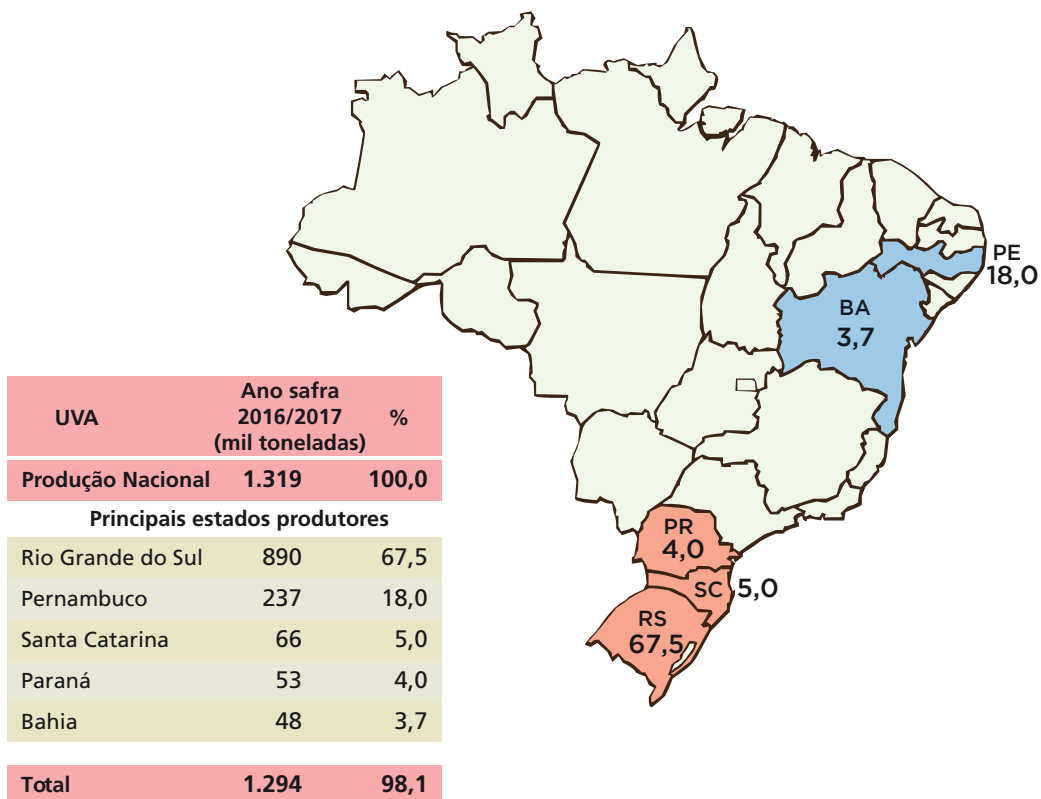 PE
18,0
BA
3,7
UVA
Ano safra
2016/2017
(mil toneladas)
%
Produção Nacional 1.319 100,0
Principais estados produtores
Rio Grande do Sul 890 67,5
Pernambuco 237 18,0
Santa Catarina 66 5,0
Paraná 53 4,0
Bahia 48 3,7
Total 1.294 98,1
PR
4,0
SC 5,0
RS
67,5